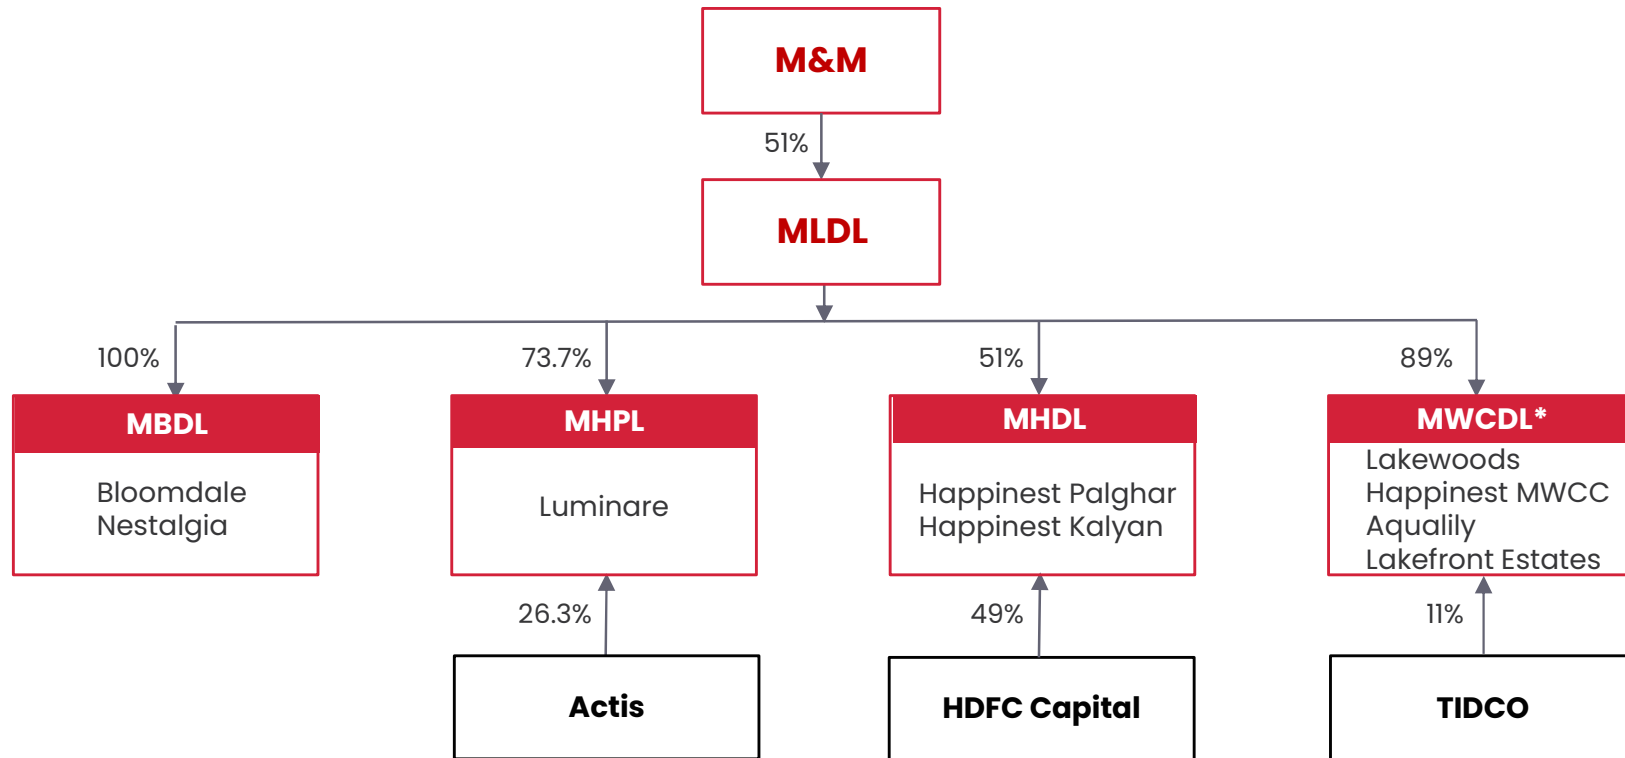 M&M
51%
MLDL
100%
73.7%
51%
89%
MBDL
MHPL
MHDL
MWCDL*
Bloomdale
Nestalgia
Luminare
Happinest Palghar
Happinest Kalyan
Lakewoods
Happinest MWCC
Aqualily
Lakefront Estates
26.3%
49%
11%
Actis
HDFC Capital
TIDCO